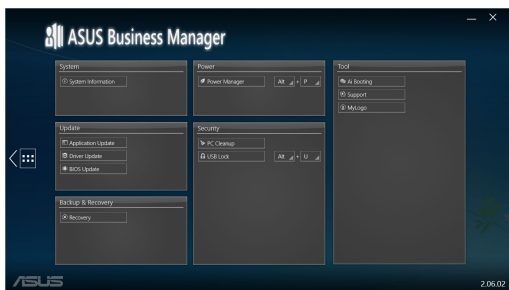 ASUS Business Manager
System
System Information
Power
Power Manager Alt + P
Tool
Ai Booting
Support
MyLogo
Update
Application Update
Driver Update
BIOS Update
Security
PC Cleanup
USB Lock Alt + U
Backup & Recovery
Recovery
ASUS
2.06.02